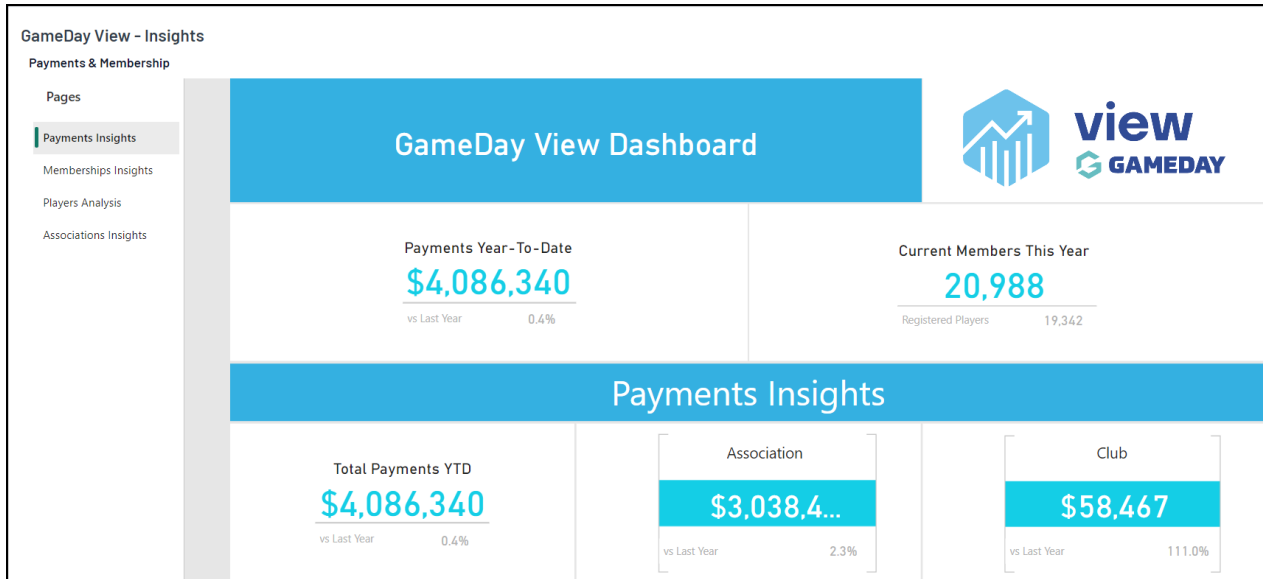 GameDay View - Insights
Payments & Membership
Pages
Payments Insights
Memberships Insights
Players Analysis
Associations Insights
GameDay View Dashboard
view
GAMEDAY
Payments Year-To-Date
$4,086,340
vs Last Year 0.4%
Current Members This Year
20,988
Registered Players 19,342
Payments Insights
Total Payments YTD
$4,086,340
vs Last Year 0.4%
Association
$3,038,4...
vs Last Year 2.3%
Club
$58,467
vs Last Year 111.0%